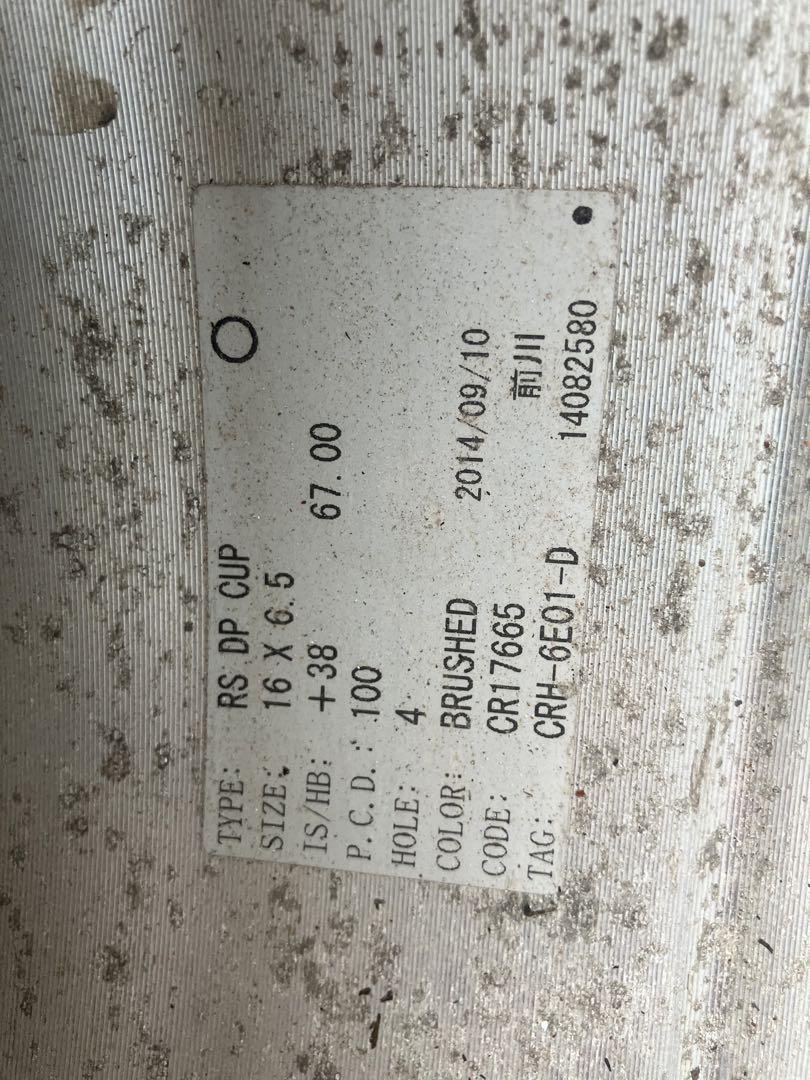 TYPE: RS DP CUP ○
SIZE: 16 X 6.5
IS/HB: +38 67.00
P.C.D.: 100
HOLE: 4
COLOR: BRUSHED 2014/09/10
CODE: CR17665 前川
TAG: CRH-6E01-D 14082580